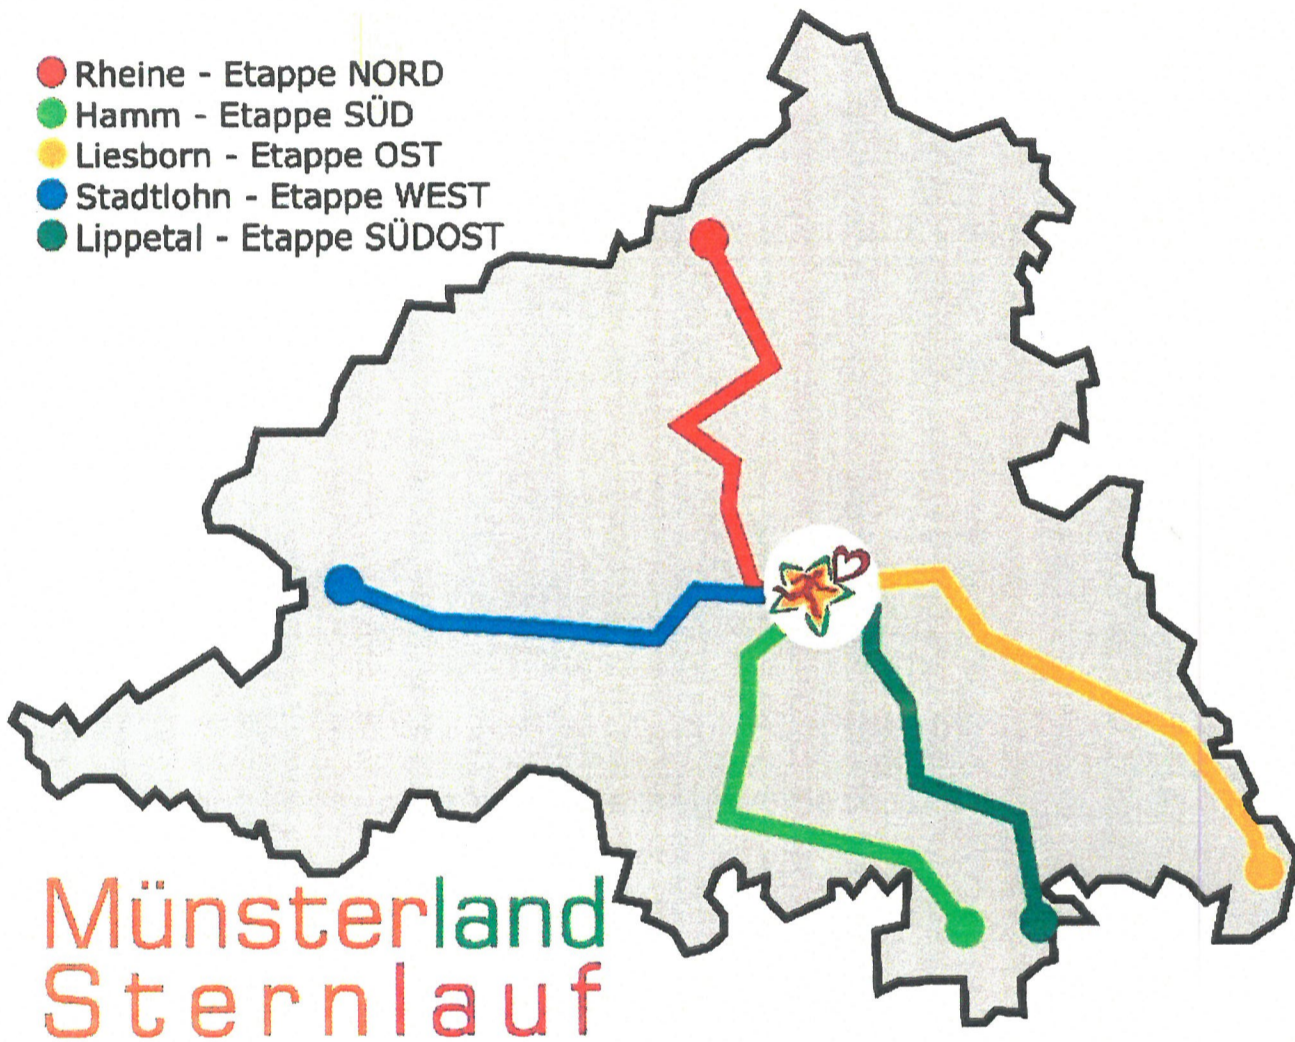 Rheine - Etappe NORD
Hamm - Etappe SÜD
Liesborn - Etappe OST
Stadtlohn - Etappe WEST
Lippetal - Etappe SÜDOST
Münsterland
Sternlauf